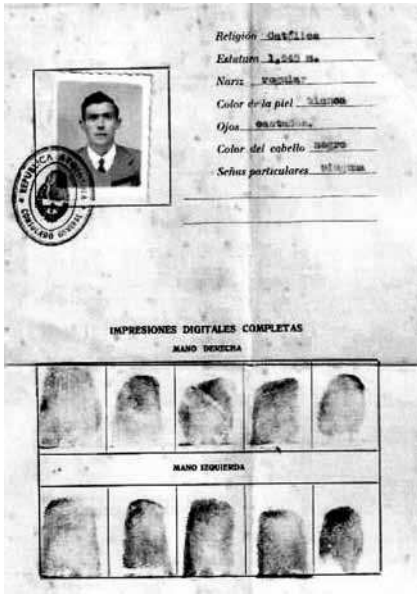 Religión Católica
Estatura 1,645 m.
Nariz regular
Color de la piel blanca
Ojos castaños.
Color del cabello negro
Señas particulares ninguna
REPUBLICA ARGENTINA
CONSULADO GENERAL
IMPRESIONES DIGITALES COMPLETAS
MANO DERECHA
MANO IZQUIERDA